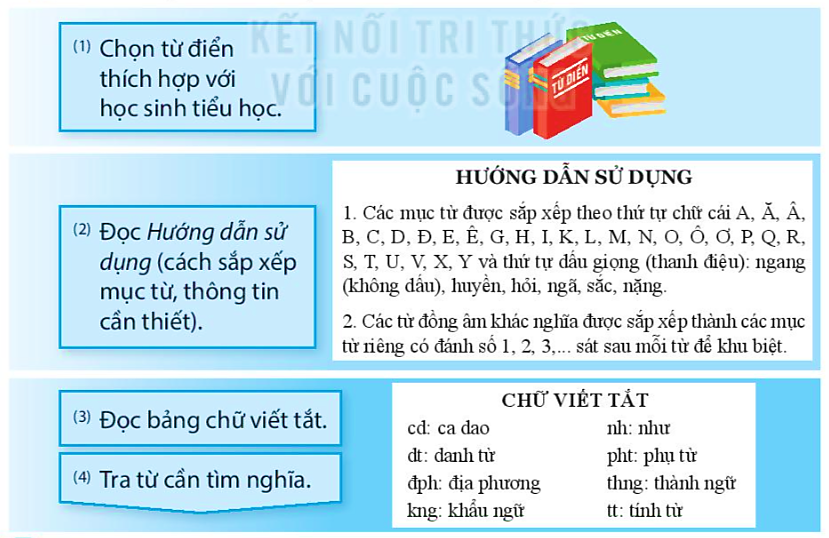 KẾT NỐI TRI THỨC
VỚI CUỘC SỐNG
(1) Chọn từ điển
thích hợp với
học sinh tiểu học.
TỪ ĐIỂN
TỪ ĐIỂN
(2) Đọc Hướng dẫn sử
dụng (cách sắp xếp
mục từ, thông tin
cần thiết).
HƯỚNG DẪN SỬ DỤNG
1. Các mục từ được sắp xếp theo thứ tự chữ cái A, Ă, Â,
B, C, D, Đ, E, Ê, G, H, I, K, L, M, N, O, Ô, Ơ, P, Q, R,
S, T, U, V, X, Y và thứ tự dấu giọng (thanh điệu): ngang
(không dấu), huyền, hỏi, ngã, sắc, nặng.
2. Các từ đồng âm khác nghĩa được sắp xếp thành các mục
từ riêng có đánh số 1, 2, 3,... sát sau mỗi từ để khu biệt.
(3) Đọc bảng chữ viết tắt.
(4) Tra từ cần tìm nghĩa.
CHỮ VIẾT TẮT
cd: ca dao
dt: danh từ
đph: địa phương
kng: khẩu ngữ
nh: như
pht: phụ từ
thng: thành ngữ
tt: tính từ